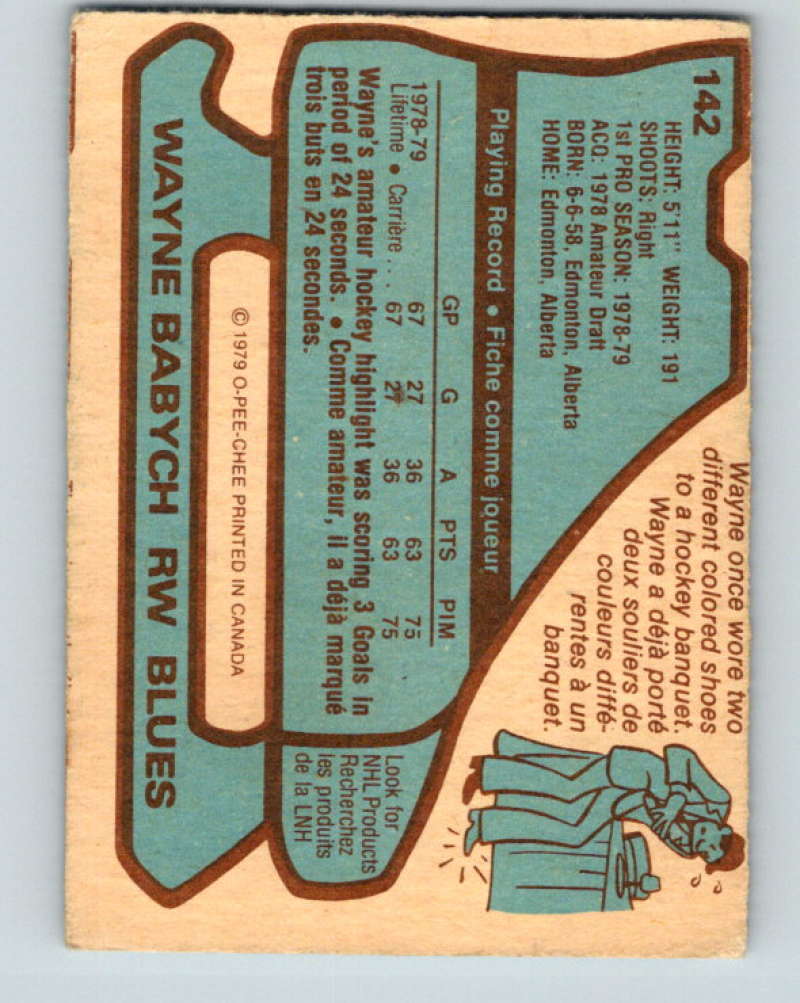 142
HEIGHT: 5'11" WEIGHT: 191
SHOOTS: Right
1st PRO SEASON: 1978-79
ACQ: 1978 Amateur Draft
BORN: 6-6-58, Edmonton, Alberta
HOME: Edmonton, Alberta
Wayne once wore two
different colored shoes
to a hockey banquet.
Wayne a déjà porté
deux souliers de
couleurs diffé-
rentes à un
banquet.
Playing Record • Fiche comme joueur
GP G A PTS PIM
1978-79 67 27 36 63 75
Lifetime • Carrière . . . 67 27 36 63 75
Wayne's amateur hockey highlight was scoring 3 Goals in
period of 24 seconds. • Comme amateur, il a déjà marqué
trois buts en 24 secondes.
Look for
NHL Products
Recherchez
les produits
de la LNH
© 1979 O-PEE-CHEE PRINTED IN CANADA
WAYNE BABYCH RW BLUES